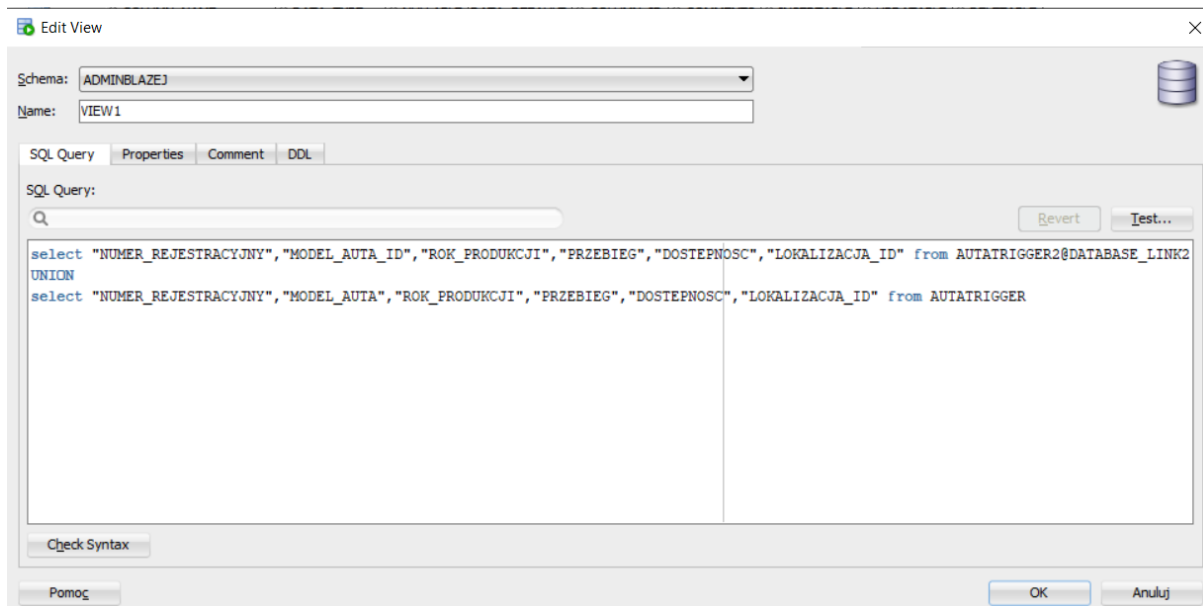 Edit View
Schema: ADMINBLAZEJ
Name: VIEW1
SQL Query Properties Comment DDL
SQL Query:
Revert Test...
select "NUMER_REJESTRACYJNY","MODEL_AUTA_ID","ROK_PRODUKCJI","PRZEBIEG","DOSTEPNOSC","LOKALIZACJA_ID" from AUTATRIGGER2@DATABASE_LINK2
UNION
select "NUMER_REJESTRACYJNY","MODEL_AUTA","ROK_PRODUKCJI","PRZEBIEG","DOSTEPNOSC","LOKALIZACJA_ID" from AUTATRIGGER
Check Syntax
Pomoc OK Anuluj